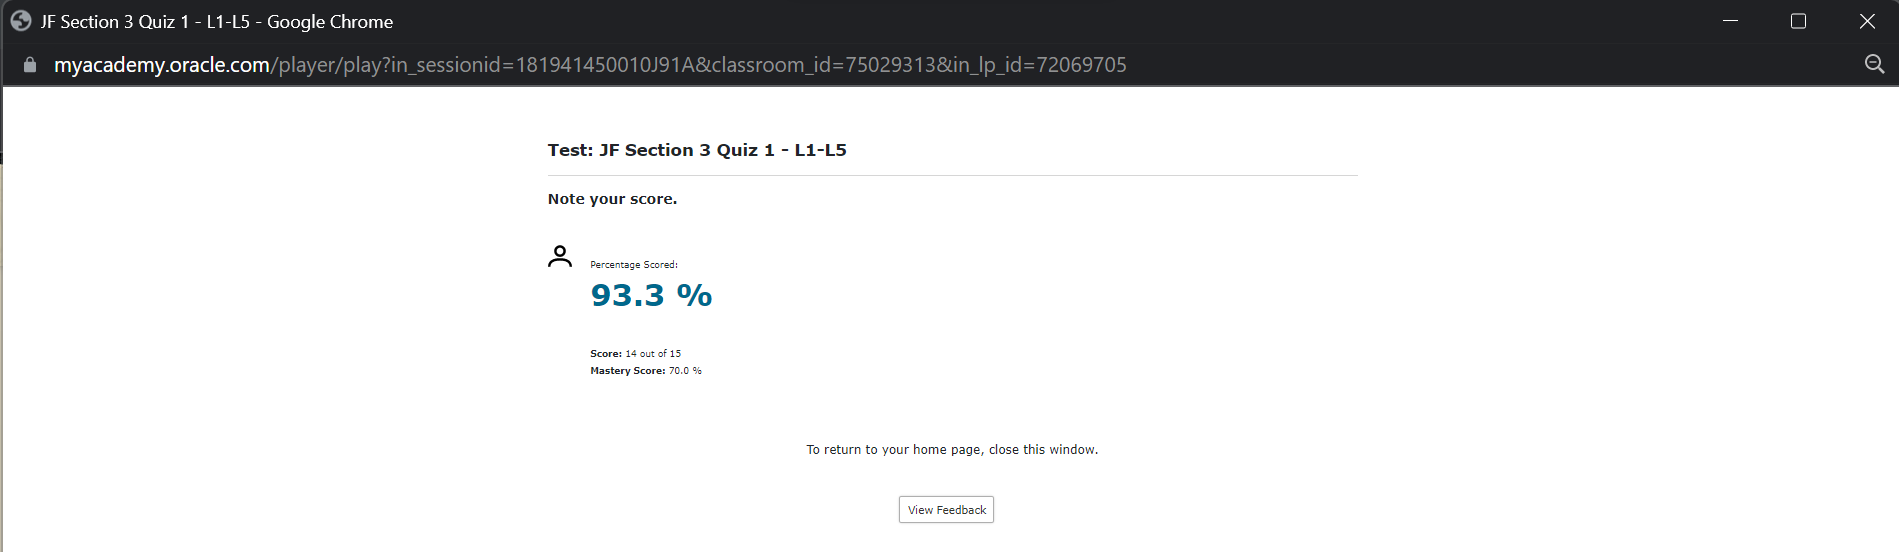 JF Section 3 Quiz 1 - L1-L5 - Google Chrome
myacademy.oracle.com/player/play?in_sessionid=181941450010J91A&classroom_id=75029313&in_lp_id=72069705
Test: JF Section 3 Quiz 1 - L1-L5
Note your score.
Percentage Scored:
93.3 %
Score: 14 out of 15
Mastery Score: 70.0 %
To return to your home page, close this window.
View Feedback